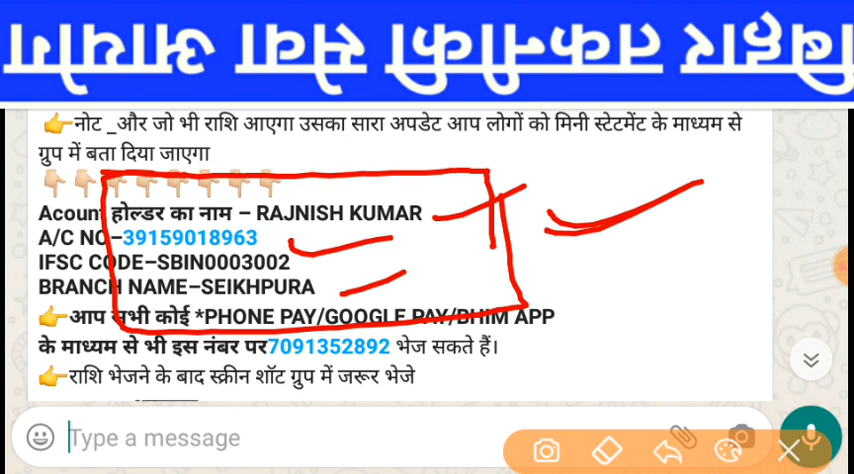 बिहार तकनीकी सेवा आयोग
👉नोट _और जो भी राशि आएगा उसका सारा अपडेट आप लोगों को मिनी स्टेटमेंट के माध्यम से
ग्रुप में बता दिया जाएगा
👇👇👇👇👇👇👇👇
Acount होल्डर का नाम – RAJNISH KUMAR
A/C NO–39159018963
IFSC CODE–SBIN0003002
BRANCH NAME–SEIKHPURA
👉आप सभी कोई *PHONE PAY/GOOGLE PAY/BHIM APP
के माध्यम से भी इस नंबर पर7091352892 भेज सकते हैं।
👉राशि भेजने के बाद स्क्रीन शॉट ग्रुप में जरूर भेजे
Type a message